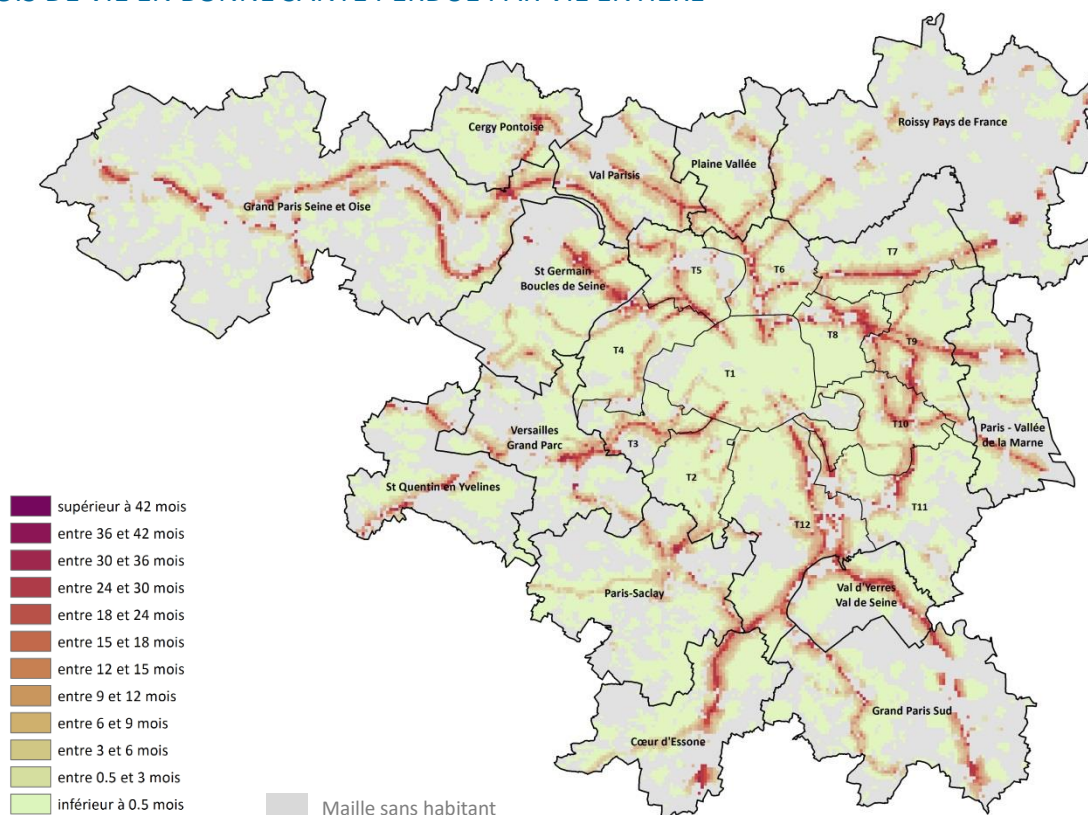 Cergy Pontoise
Roissy Pays de France
Plaine Vallée
Val Parisis
Grand Paris Seine et Oise
T7
T5
T6
St Germain
Boucles de Seine
T8
T9
T4
T1
T10
Paris - Vallée
de la Marne
Versailles
Grand Parc
T3
T2
St Quentin en Yvelines
T11
T12
Val d'Yerres
Val de Seine
Paris-Saclay
Grand Paris Sud
Cœur d'Essone
supérieur à 42 mois
entre 36 et 42 mois
entre 30 et 36 mois
entre 24 et 30 mois
entre 18 et 24 mois
entre 15 et 18 mois
entre 12 et 15 mois
entre 9 et 12 mois
entre 6 et 9 mois
entre 3 et 6 mois
entre 0.5 et 3 mois
inférieur à 0.5 mois
Maille sans habitant